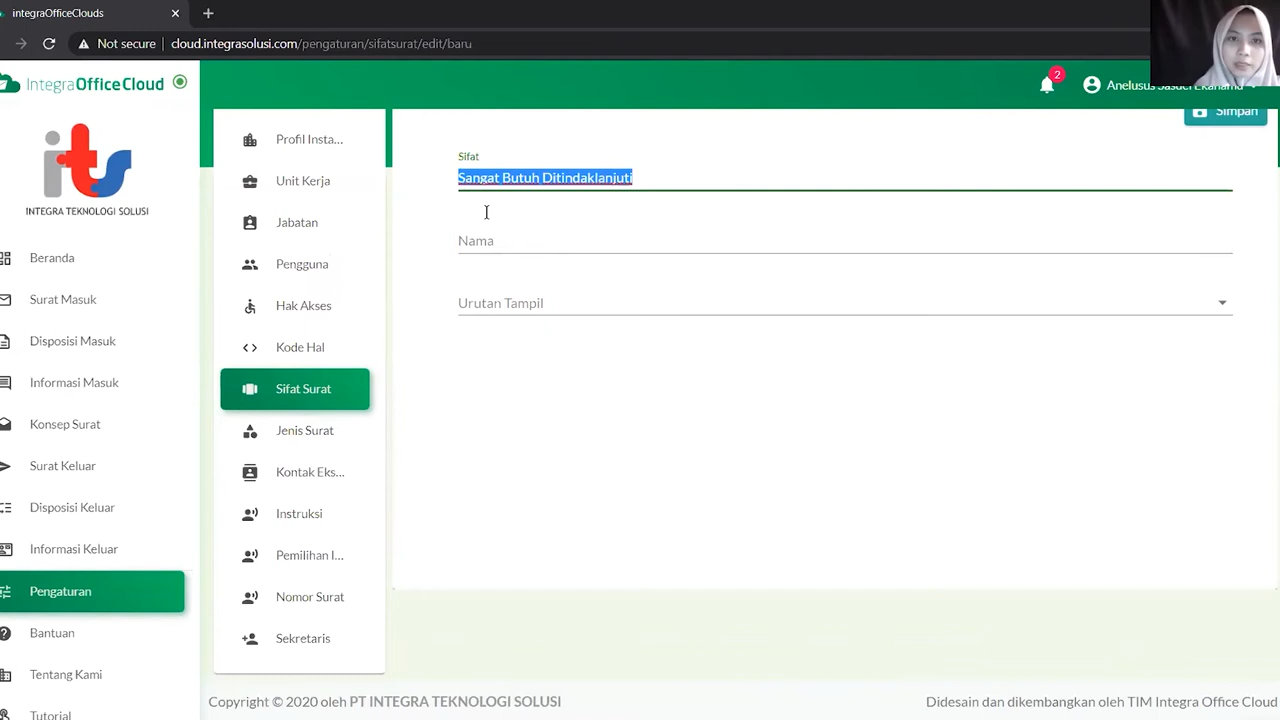 integraOfficeClouds
Not secure
cloud.integrasolusi.com/pengaturan/sifatsurat/edit/baru
IntegraOfficeCloud
2
its
INTEGRA TEKNOLOGI SOLUSI
Beranda
Surat Masuk
Disposisi Masuk
Informasi Masuk
Konsep Surat
Surat Keluar
Disposisi Keluar
Informasi Keluar
Pengaturan
Bantuan
Tentang Kami
Tutorial
Profil Insta...
Unit Kerja
Jabatan
Pengguna
Hak Akses
Kode Hal
Sifat Surat
Jenis Surat
Kontak Eks...
Instruksi
Pemilihan I...
Nomor Surat
Sekretaris
Simpan
Sifat
Sangat Butuh Ditindaklanjuti
Nama
Urutan Tampil
Copyright © 2020 oleh PT INTEGRA TEKNOLOGI SOLUSI
Didesain dan dikembangkan oleh TIM Integra Office Cloud